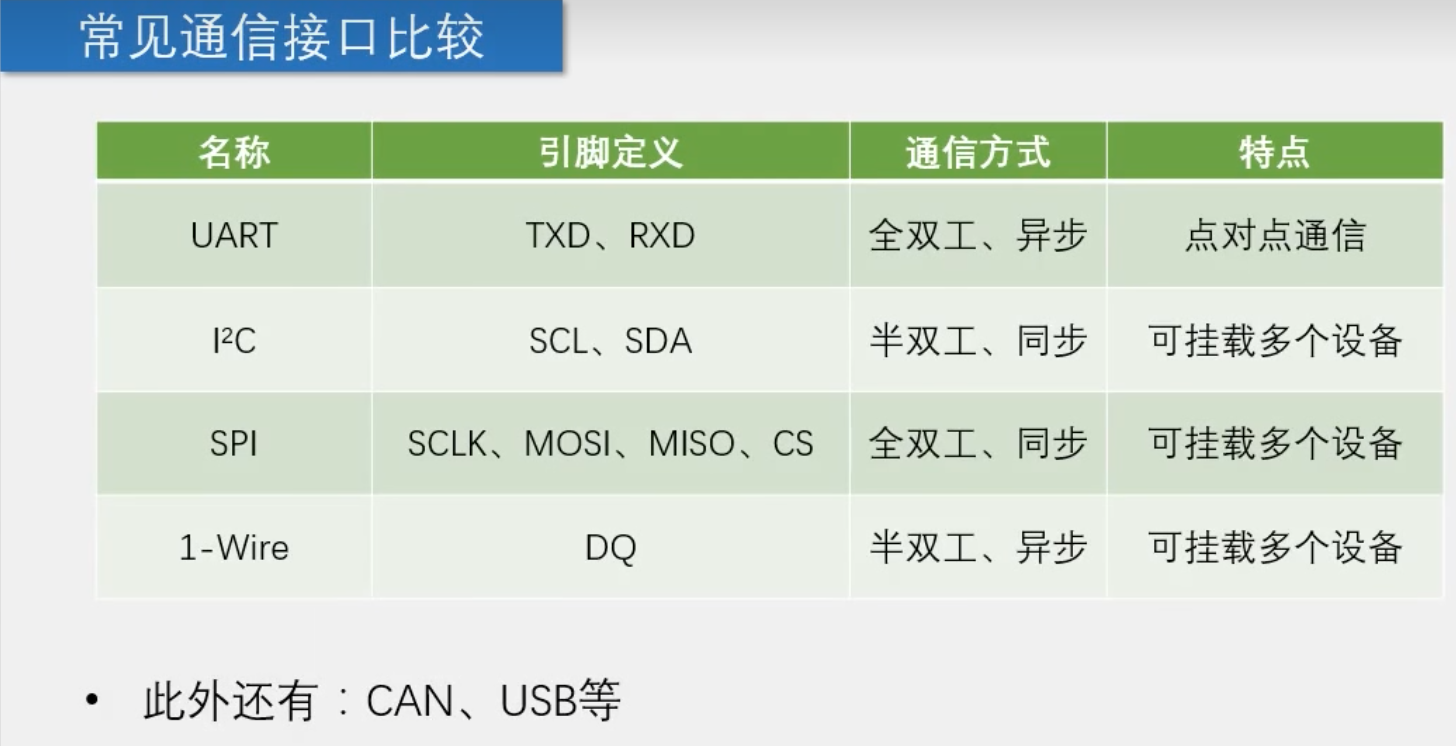 常见通信接口比较
名称 引脚定义 通信方式 特点
UART TXD、RXD 全双工、异步 点对点通信
I²C SCL、SDA 半双工、同步 可挂载多个设备
SPI SCLK、MOSI、MISO、CS 全双工、同步 可挂载多个设备
1-Wire DQ 半双工、异步 可挂载多个设备
• 此外还有：CAN、USB等